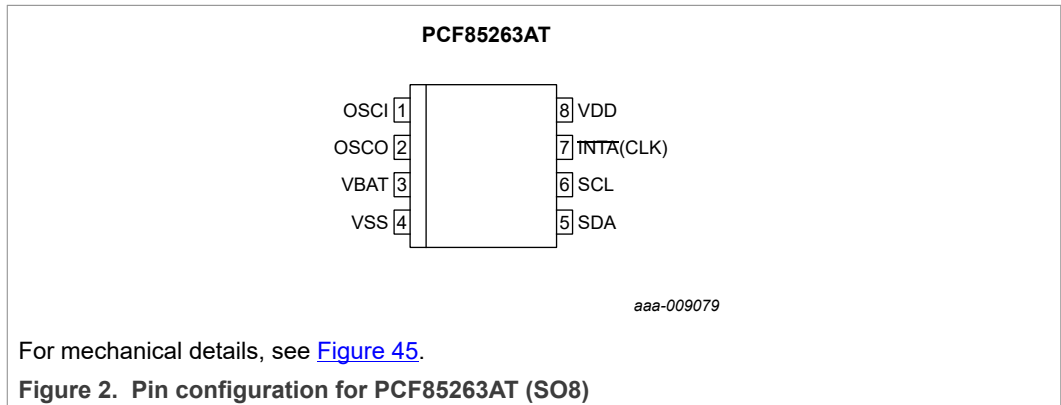 PCF85263AT
OSCI 1
8 VDD
OSCO 2
7 INTA(CLK)
VBAT 3
6 SCL
VSS 4
5 SDA
aaa-009079
For mechanical details, see Figure 45.
Figure 2. Pin configuration for PCF85263AT (SO8)